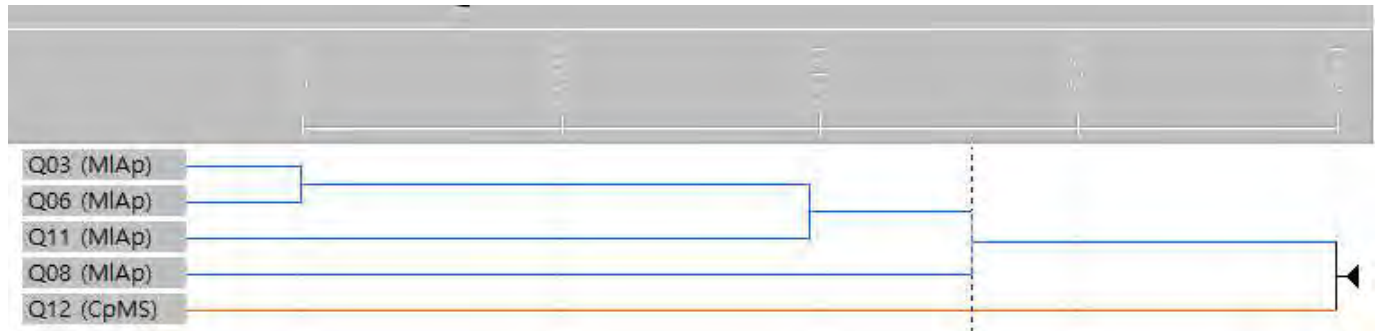 Q03 (MlAp)
Q06 (MlAp)
Q11 (MlAp)
Q08 (MlAp)
Q12 (CpMS)